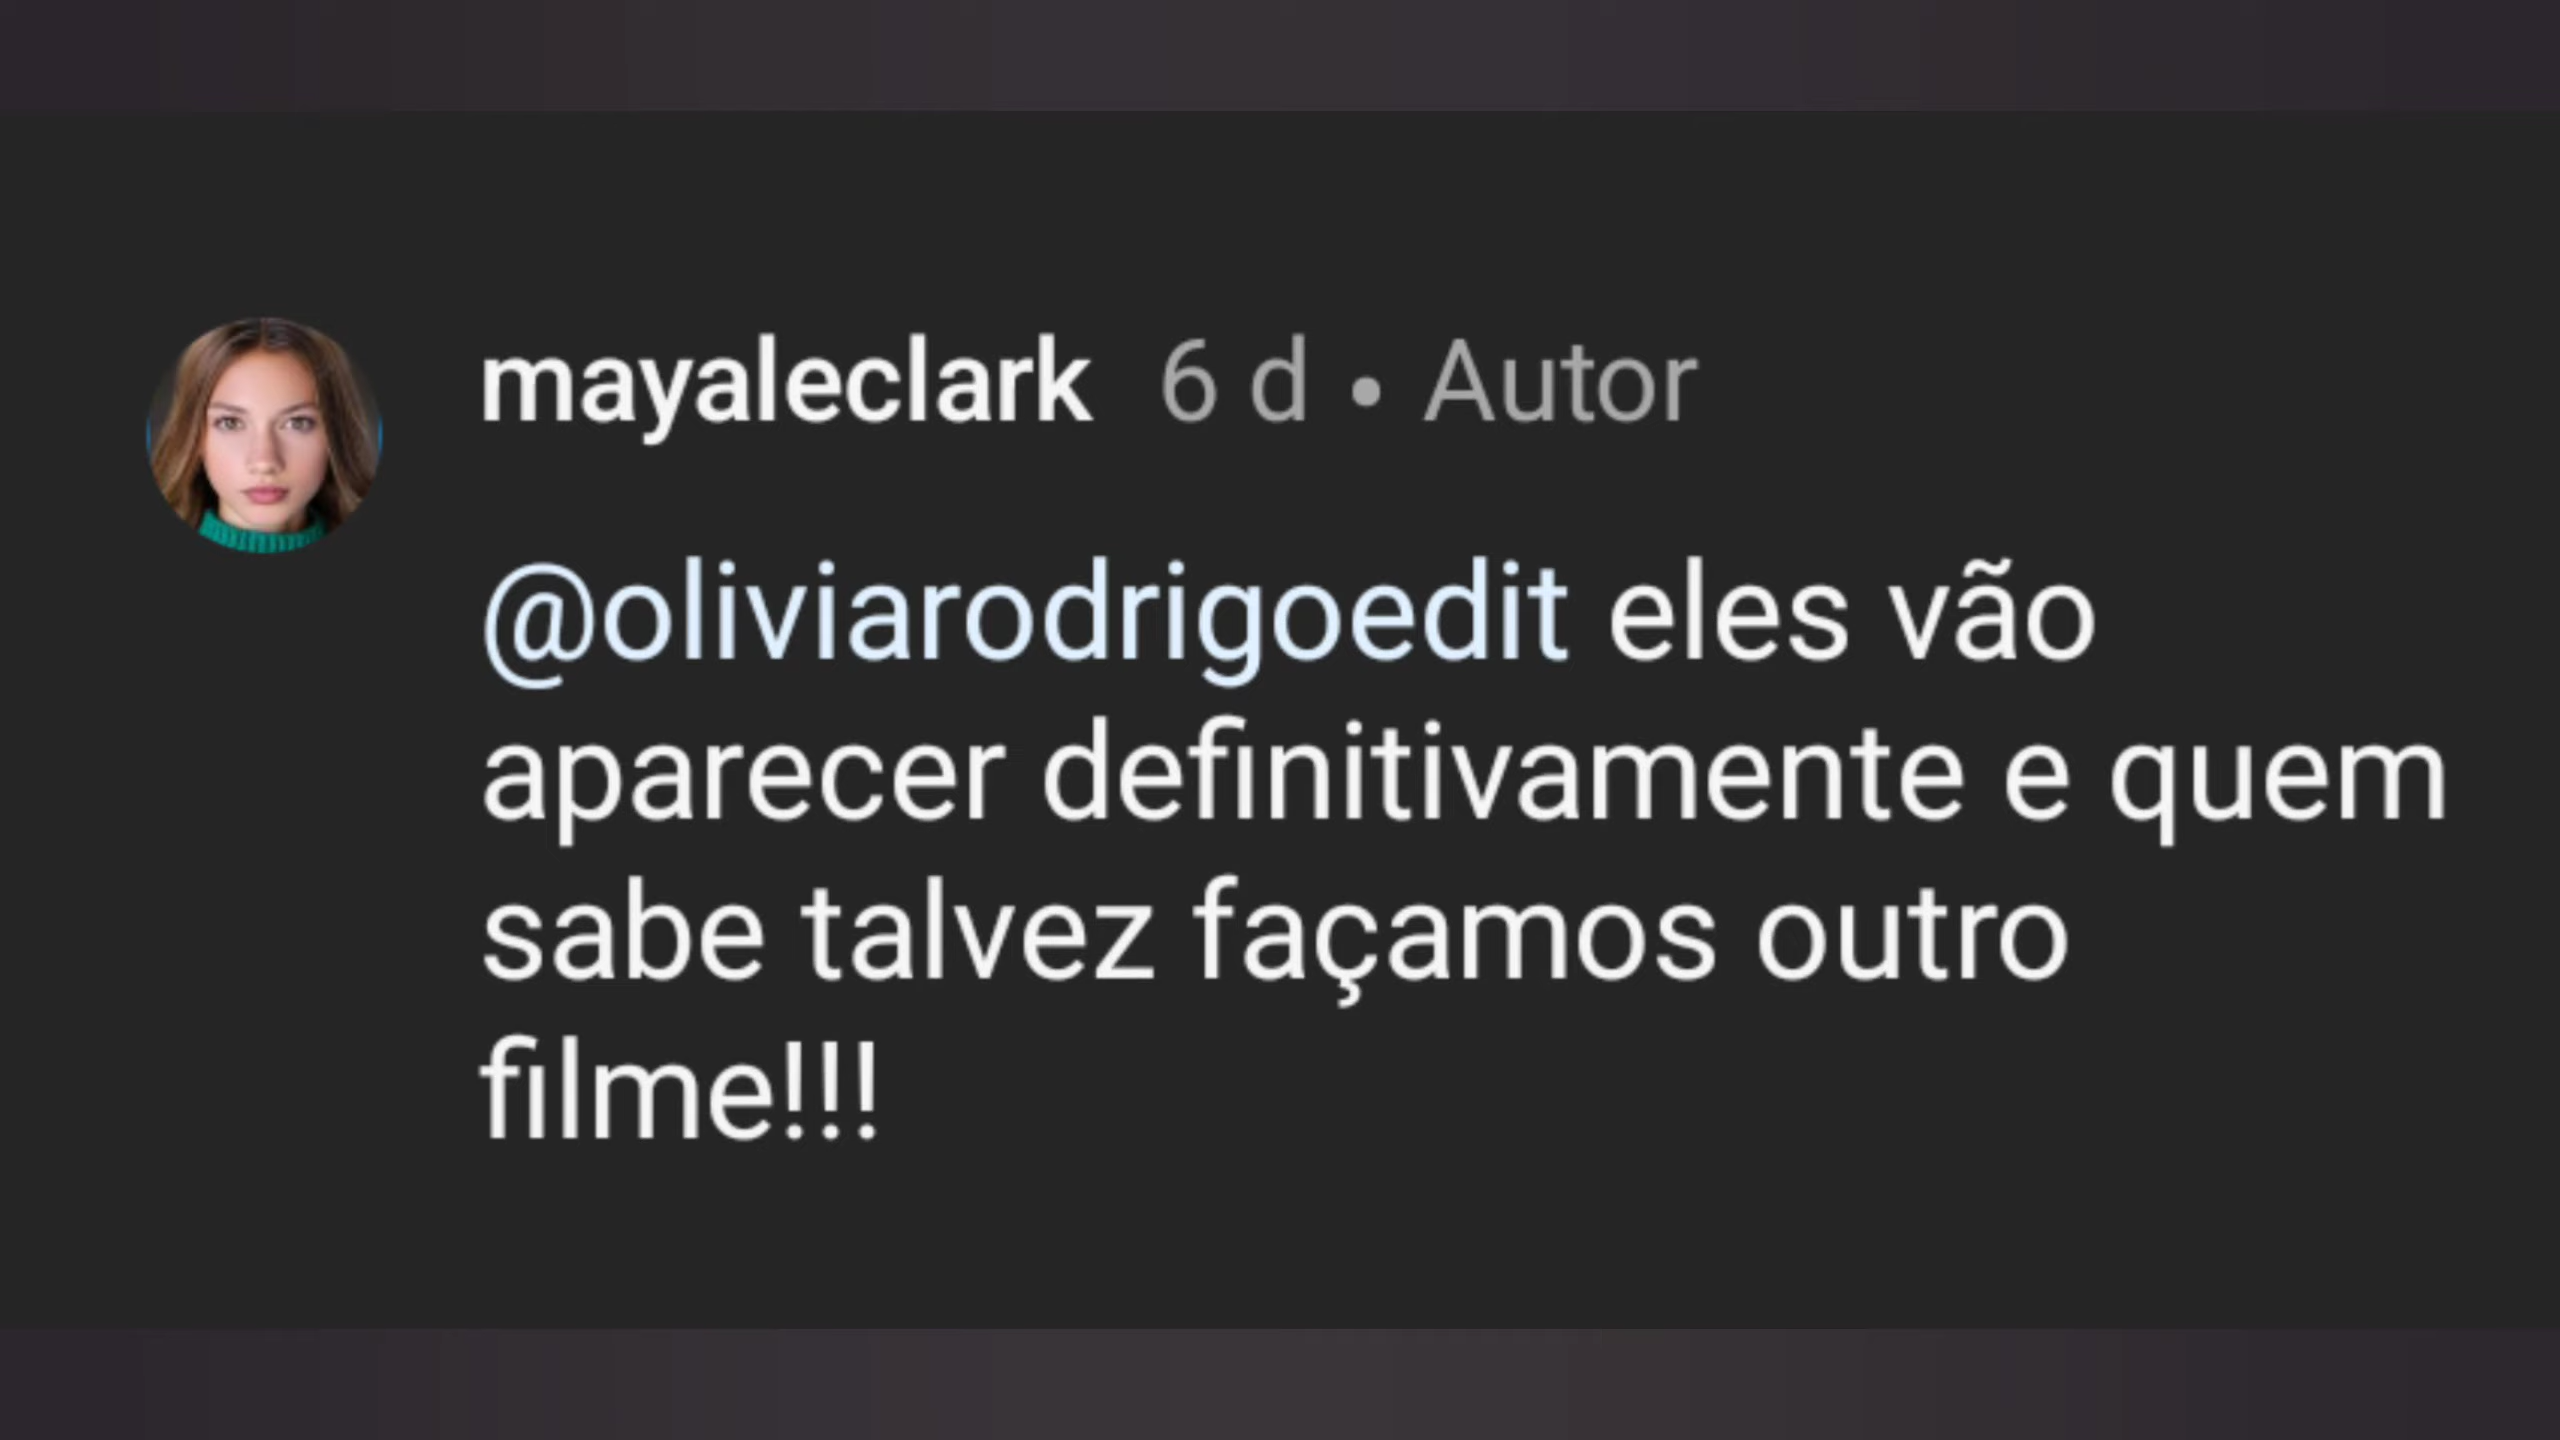 mayaleclark 6 d • Autor
@oliviarodrigoedit eles vão
aparecer definitivamente e quem
sabe talvez façamos outro
filme!!!